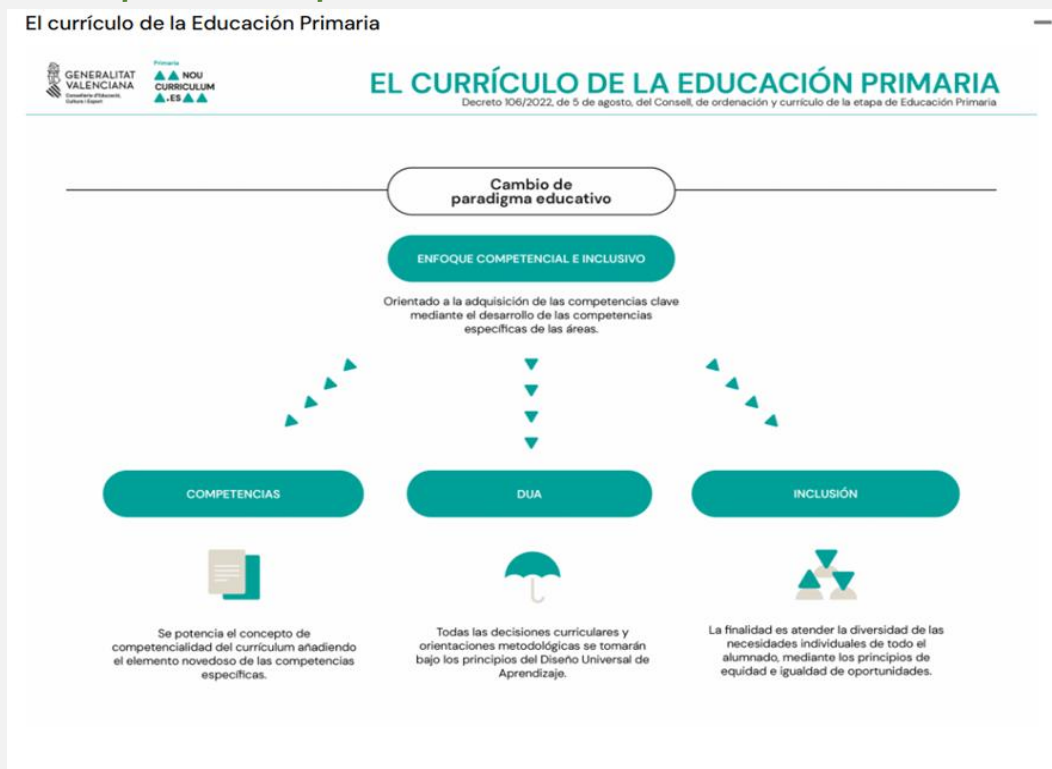 El currículo de la Educación Primaria
GENERALITAT
VALENCIANA
Conselleria d'Educació,
Cultura i Esport
Primaria
NOU
CURRICULUM
.ES
EL CURRÍCULO DE LA EDUCACIÓN PRIMARIA
Decreto 106/2022, de 5 de agosto, del Consell, de ordenación y currículo de la etapa de Educación Primaria
Cambio de
paradigma educativo
ENFOQUE COMPETENCIAL E INCLUSIVO
Orientado a la adquisición de las competencias clave
mediante el desarrollo de las competencias
específicas de las áreas.
COMPETENCIAS
Se potencia el concepto de
competencialidad del currículum añadiendo
el elemento novedoso de las competencias
específicas.
DUA
Todas las decisiones curriculares y
orientaciones metodológicas se tomarán
bajo los principios del Diseño Universal de
Aprendizaje.
INCLUSIÓN
La finalidad es atender la diversidad de las
necesidades individuales de todo el
alumnado, mediante los principios de
equidad e igualdad de oportunidades.